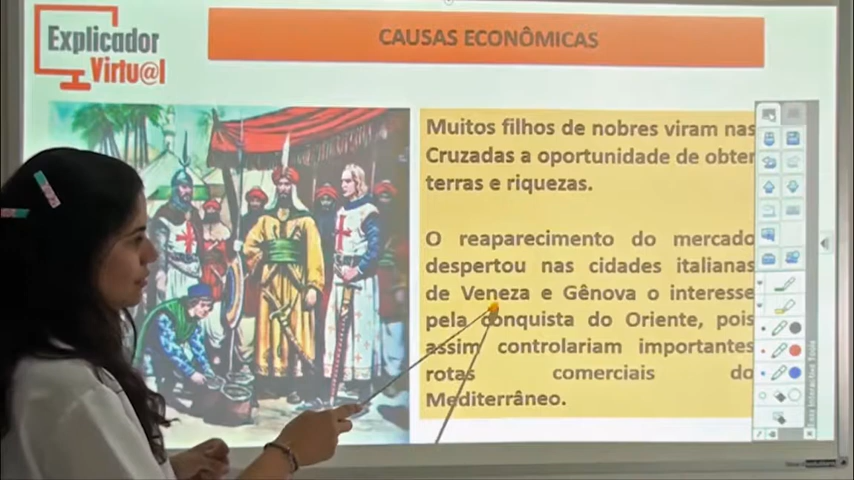 Explicador
Virtu@l
CAUSAS ECONÔMICAS
Muitos filhos de nobres viram nas
Cruzadas a oportunidade de obter
terras e riquezas.
O reaparecimento do mercado
despertou nas cidades italianas
de Veneza e Gênova o interesse
pela conquista do Oriente, pois
assim controlariam importantes
rotas comerciais do
Mediterrâneo.